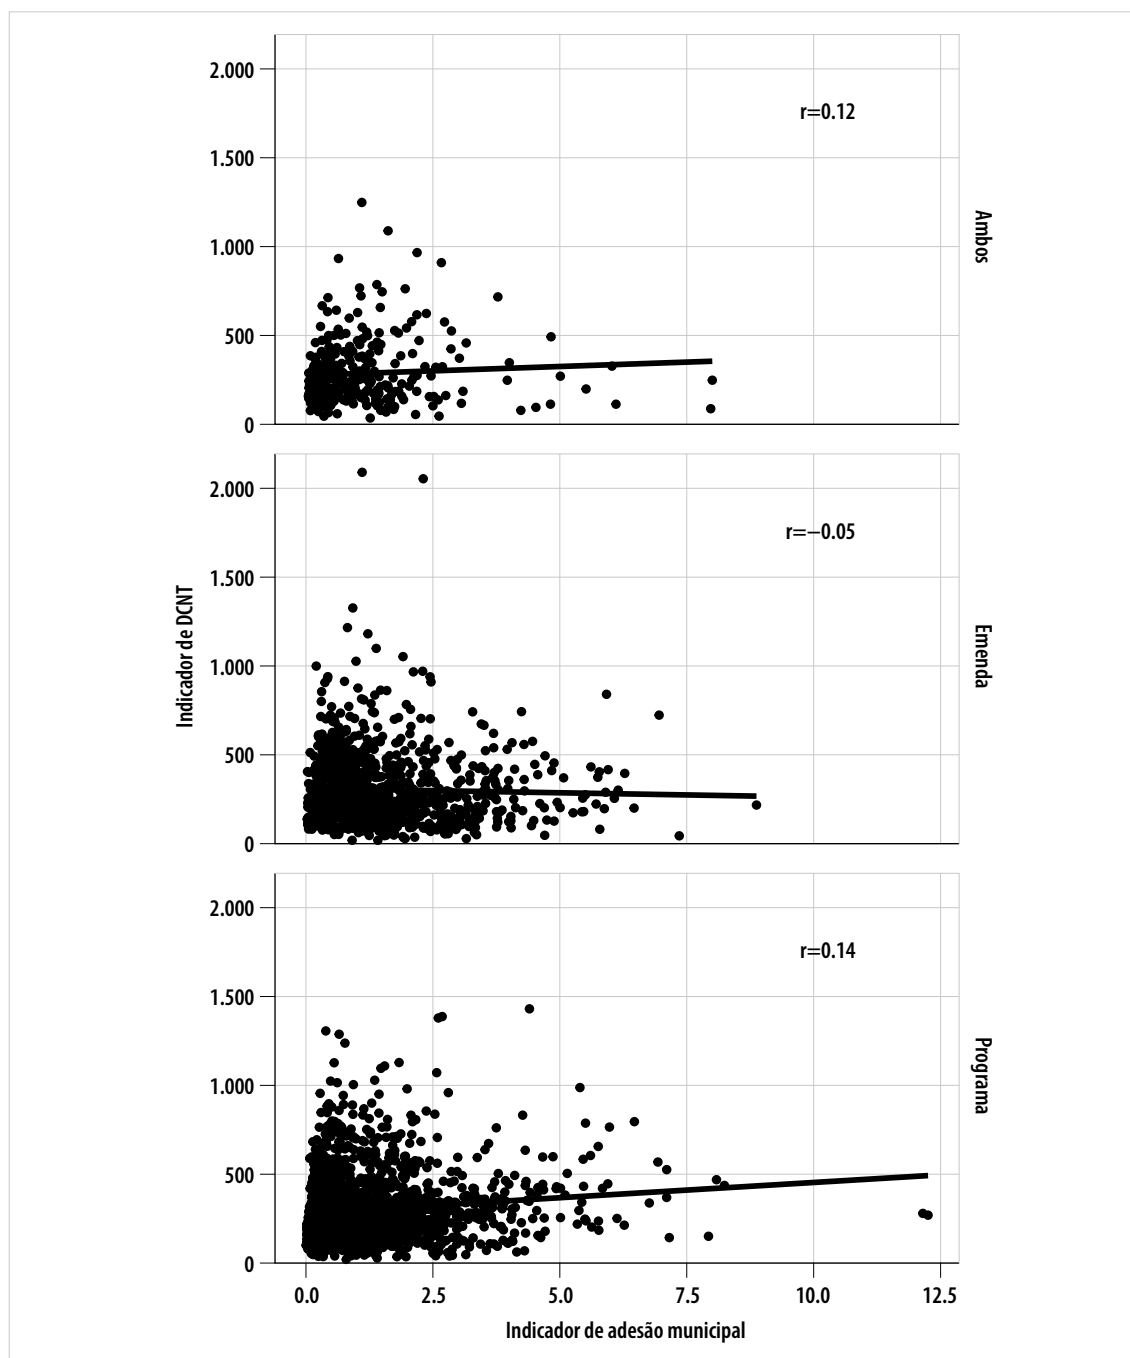 2.000
1.500
1.000
500
0
r=0.12
Ambos
2.000
1.500
1.000
500
0
r=−0.05
Emenda
Indicador de DCNT
2.000
1.500
1.000
500
0
r=0.14
Programa
0.0 2.5 5.0 7.5 10.0 12.5
Indicador de adesão municipal